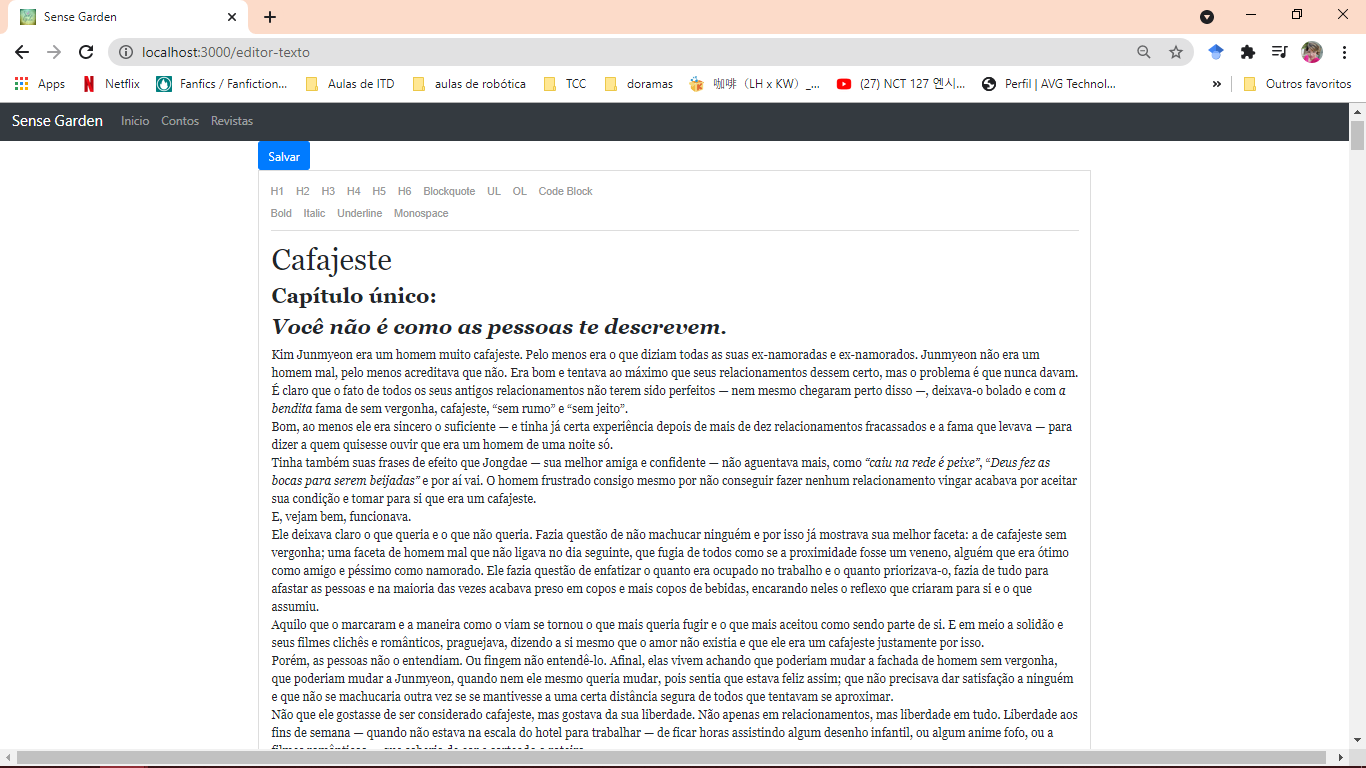 Sense Garden
localhost:3000/editor-texto
Apps Netflix Fanfics / Fanfiction... Aulas de ITD aulas de robótica TCC doramas 咖啡（LH x KW）_... (27) NCT 127 엔시... Perfil | AVG Technol... » Outros favoritos
Sense Garden Inicio Contos Revistas
Salvar
H1 H2 H3 H4 H5 H6 Blockquote UL OL Code Block
Bold Italic Underline Monospace
Cafajeste
Capítulo único:
Você não é como as pessoas te descrevem.
Kim Junmyeon era um homem muito cafajeste. Pelo menos era o que diziam todas as suas ex-namoradas e ex-namorados. Junmyeon não era um
homem mal, pelo menos acreditava que não. Era bom e tentava ao máximo que seus relacionamentos dessem certo, mas o problema é que nunca davam.
É claro que o fato de todos os seus antigos relacionamentos não terem sido perfeitos — nem mesmo chegaram perto disso —, deixava-o bolado e com a
bendita fama de sem vergonha, cafajeste, “sem rumo” e “sem jeito”.
Bom, ao menos ele era sincero o suficiente — e tinha já certa experiência depois de mais de dez relacionamentos fracassados e a fama que levava — para
dizer a quem quisesse ouvir que era um homem de uma noite só.
Tinha também suas frases de efeito que Jongdae — sua melhor amiga e confidente — não aguentava mais, como “caiu na rede é peixe”, “Deus fez as
bocas para serem beijadas” e por aí vai. O homem frustrado consigo mesmo por não conseguir fazer nenhum relacionamento vingar acabava por aceitar
sua condição e tomar para si que era um cafajeste.
E, vejam bem, funcionava.
Ele deixava claro o que queria e o que não queria. Fazia questão de não machucar ninguém e por isso já mostrava sua melhor faceta: a de cafajeste sem
vergonha; uma faceta de homem mal que não ligava no dia seguinte, que fugia de todos como se a proximidade fosse um veneno, alguém que era ótimo
como amigo e péssimo como namorado. Ele fazia questão de enfatizar o quanto era ocupado no trabalho e o quanto priorizava-o, fazia de tudo para
afastar as pessoas e na maioria das vezes acabava preso em copos e mais copos de bebidas, encarando neles o reflexo que criaram para si e o que
assumiu.
Aquilo que o marcaram e a maneira como o viam se tornou o que mais queria fugir e o que mais aceitou como sendo parte de si. E em meio a solidão e
seus filmes clichês e românticos, praguejava, dizendo a si mesmo que o amor não existia e que ele era um cafajeste justamente por isso.
Porém, as pessoas não o entendiam. Ou fingem não entendê-lo. Afinal, elas vivem achando que poderiam mudar a fachada de homem sem vergonha,
que poderiam mudar a Junmyeon, quando nem ele mesmo queria mudar, pois sentia que estava feliz assim; que não precisava dar satisfação a ninguém
e que não se machucaria outra vez se se mantivesse a uma certa distância segura de todos que tentavam se aproximar.
Não que ele gostasse de ser considerado cafajeste, mas gostava da sua liberdade. Não apenas em relacionamentos, mas liberdade em tudo. Liberdade aos
fins de semana — quando não estava na escala do hotel para trabalhar — de ficar horas assistindo algum desenho infantil, ou algum anime fofo, ou a